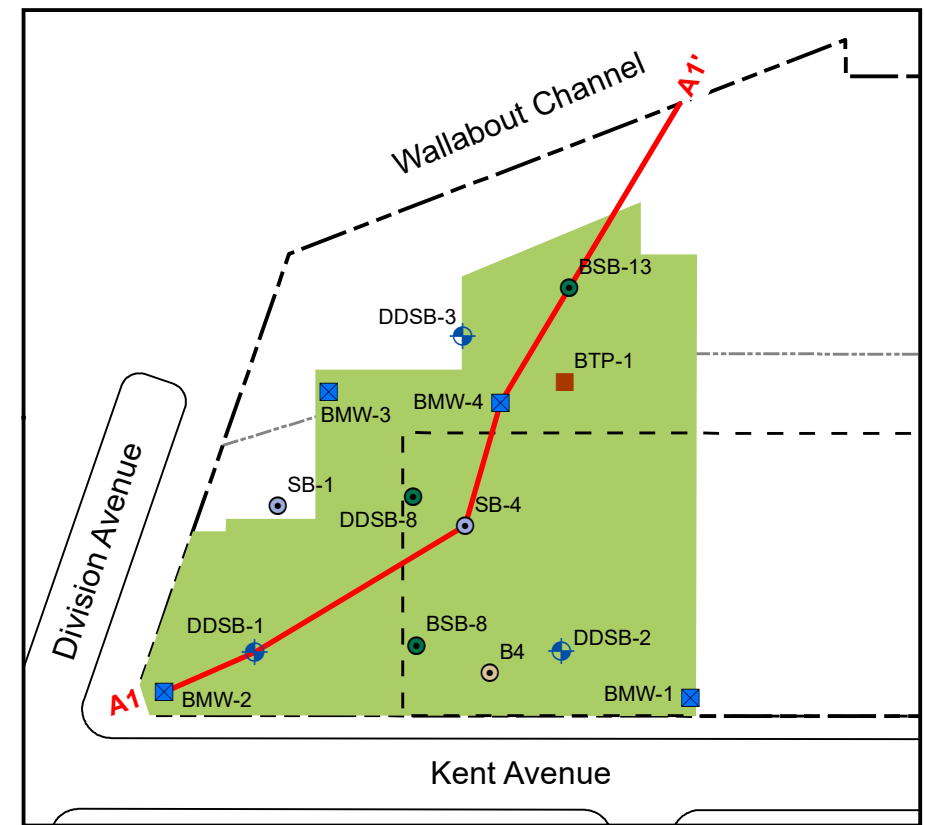 A1'
Wallabout Channel
BSB-13
DDSB-3
BTP-1
BMW-4
BMW-3
SB-1
SB-4
DDSB-8
Division Avenue
DDSB-1
BSB-8
DDSB-2
B4
A1
BMW-2
BMW-1
Kent Avenue